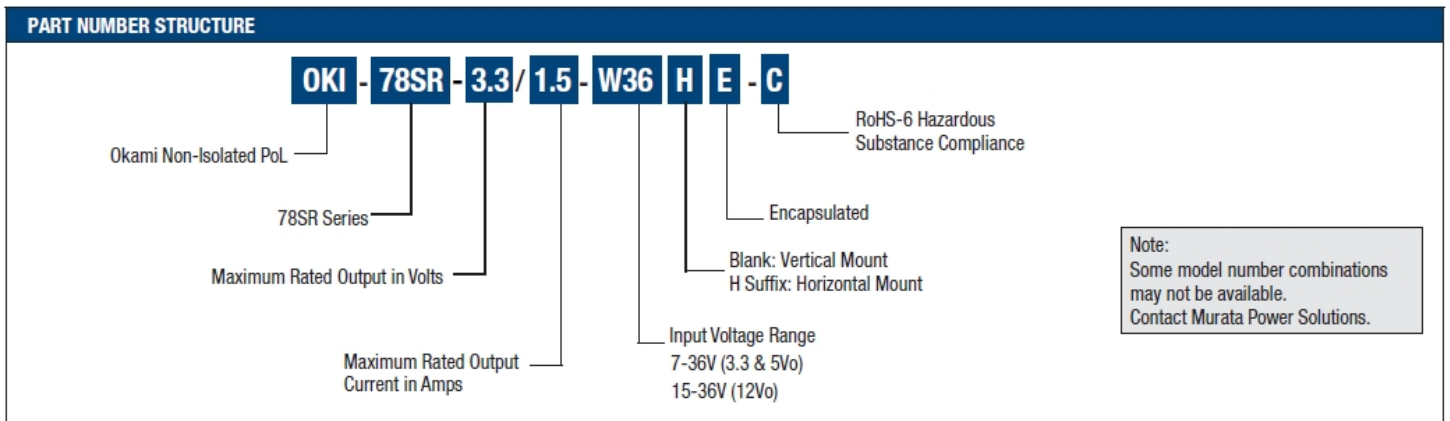 PART NUMBER STRUCTURE
OKI - 78SR - 3.3 / 1.5 - W36 H E - C
RoHS-6 Hazardous
Substance Compliance
Okami Non-Isolated PoL
78SR Series
Encapsulated
Maximum Rated Output in Volts
Blank: Vertical Mount
H Suffix: Horizontal Mount
Note:
Some model number combinations
may not be available.
Contact Murata Power Solutions.
Maximum Rated Output
Current in Amps
Input Voltage Range
7-36V (3.3 & 5Vo)
15-36V (12Vo)